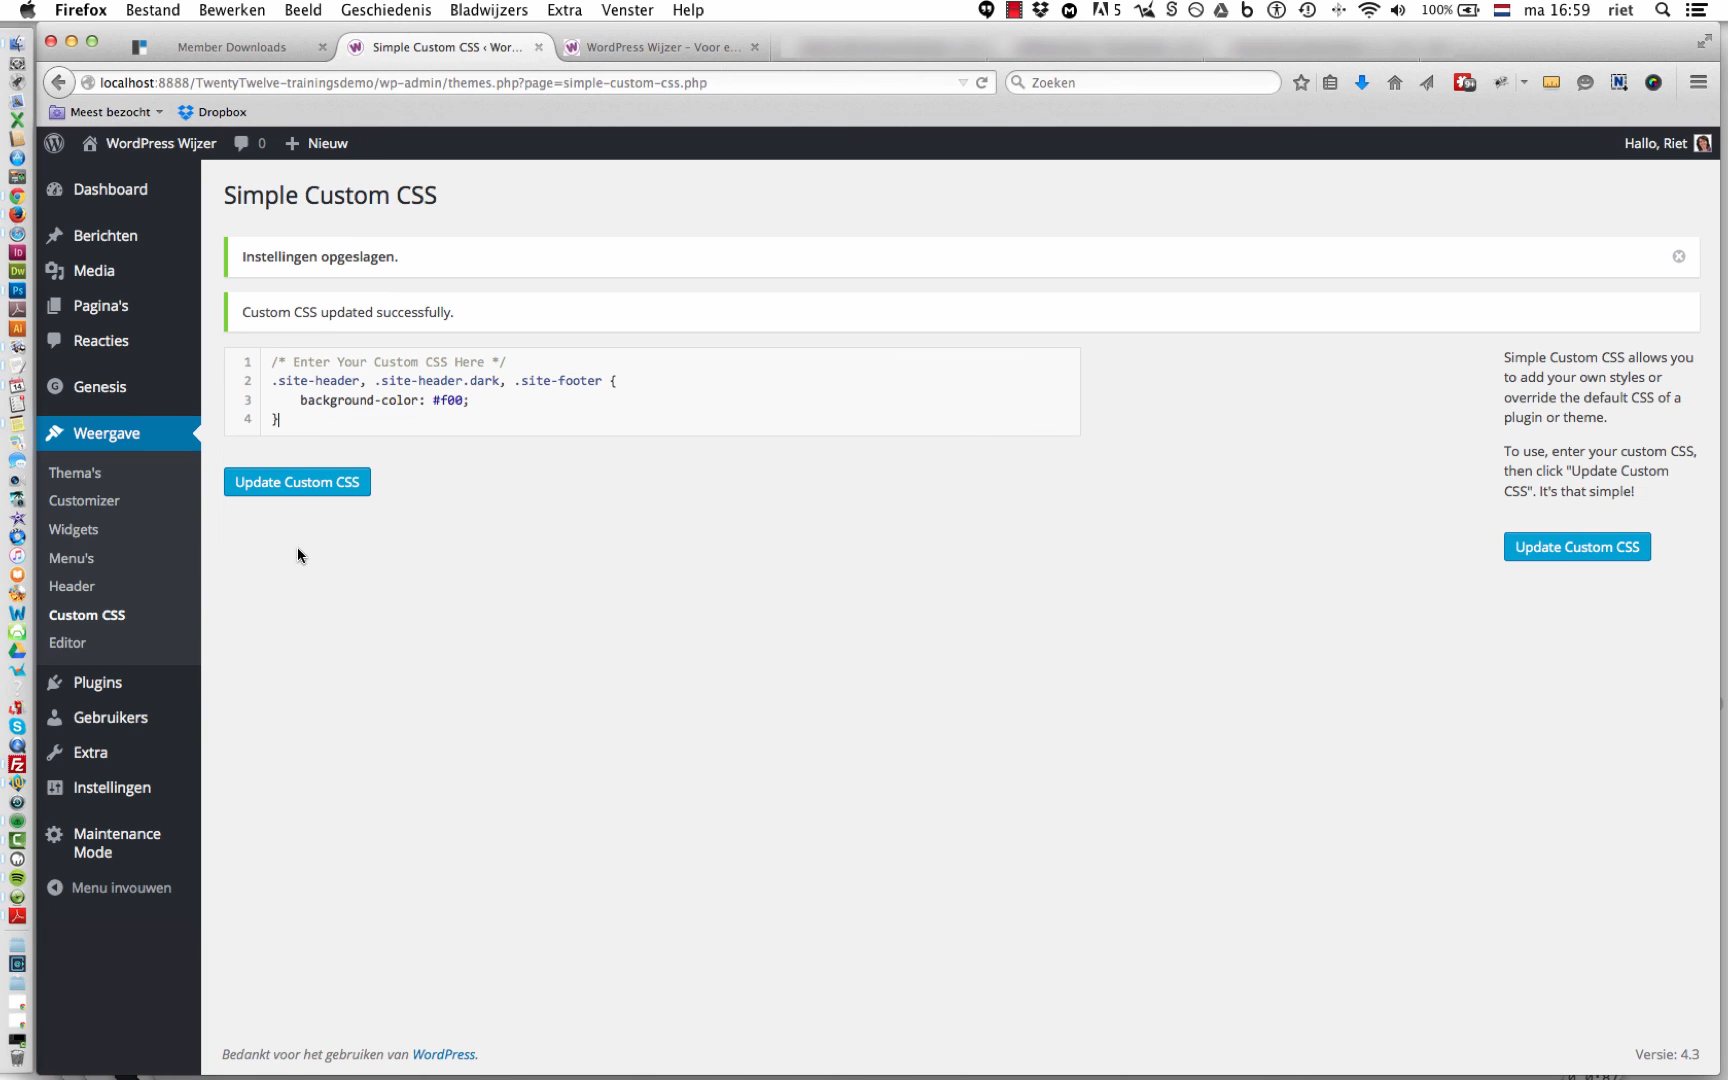 Firefox Bestand Bewerken Beeld Geschiedenis Bladwijzers Extra Venster Help 5 100% ma 16:59 riet
Member Downloads
Simple Custom CSS ‹ Wor...
WordPress Wijzer – Voor e...
localhost:8888/TwentyTwelve-trainingsdemo/wp-admin/themes.php?page=simple-custom-css.php
Zoeken
Meest bezocht
Dropbox
WordPress Wijzer 0 Nieuw
Hallo, Riet
Dashboard
Berichten
Media
Pagina's
Reacties
Genesis
Weergave
Thema's
Customizer
Widgets
Menu's
Header
Custom CSS
Editor
Plugins
Gebruikers
Extra
Instellingen
Maintenance
Mode
Menu invouwen
Simple Custom CSS
Instellingen opgeslagen.
Custom CSS updated successfully.
1 /* Enter Your Custom CSS Here */
2 .site-header, .site-header.dark, .site-footer {
3 background-color: #f00;
4 }
Update Custom CSS
Simple Custom CSS allows you
to add your own styles or
override the default CSS of a
plugin or theme.
To use, enter your custom CSS,
then click "Update Custom
CSS". It's that simple!
Update Custom CSS
Bedankt voor het gebruiken van WordPress.
Versie: 4.3